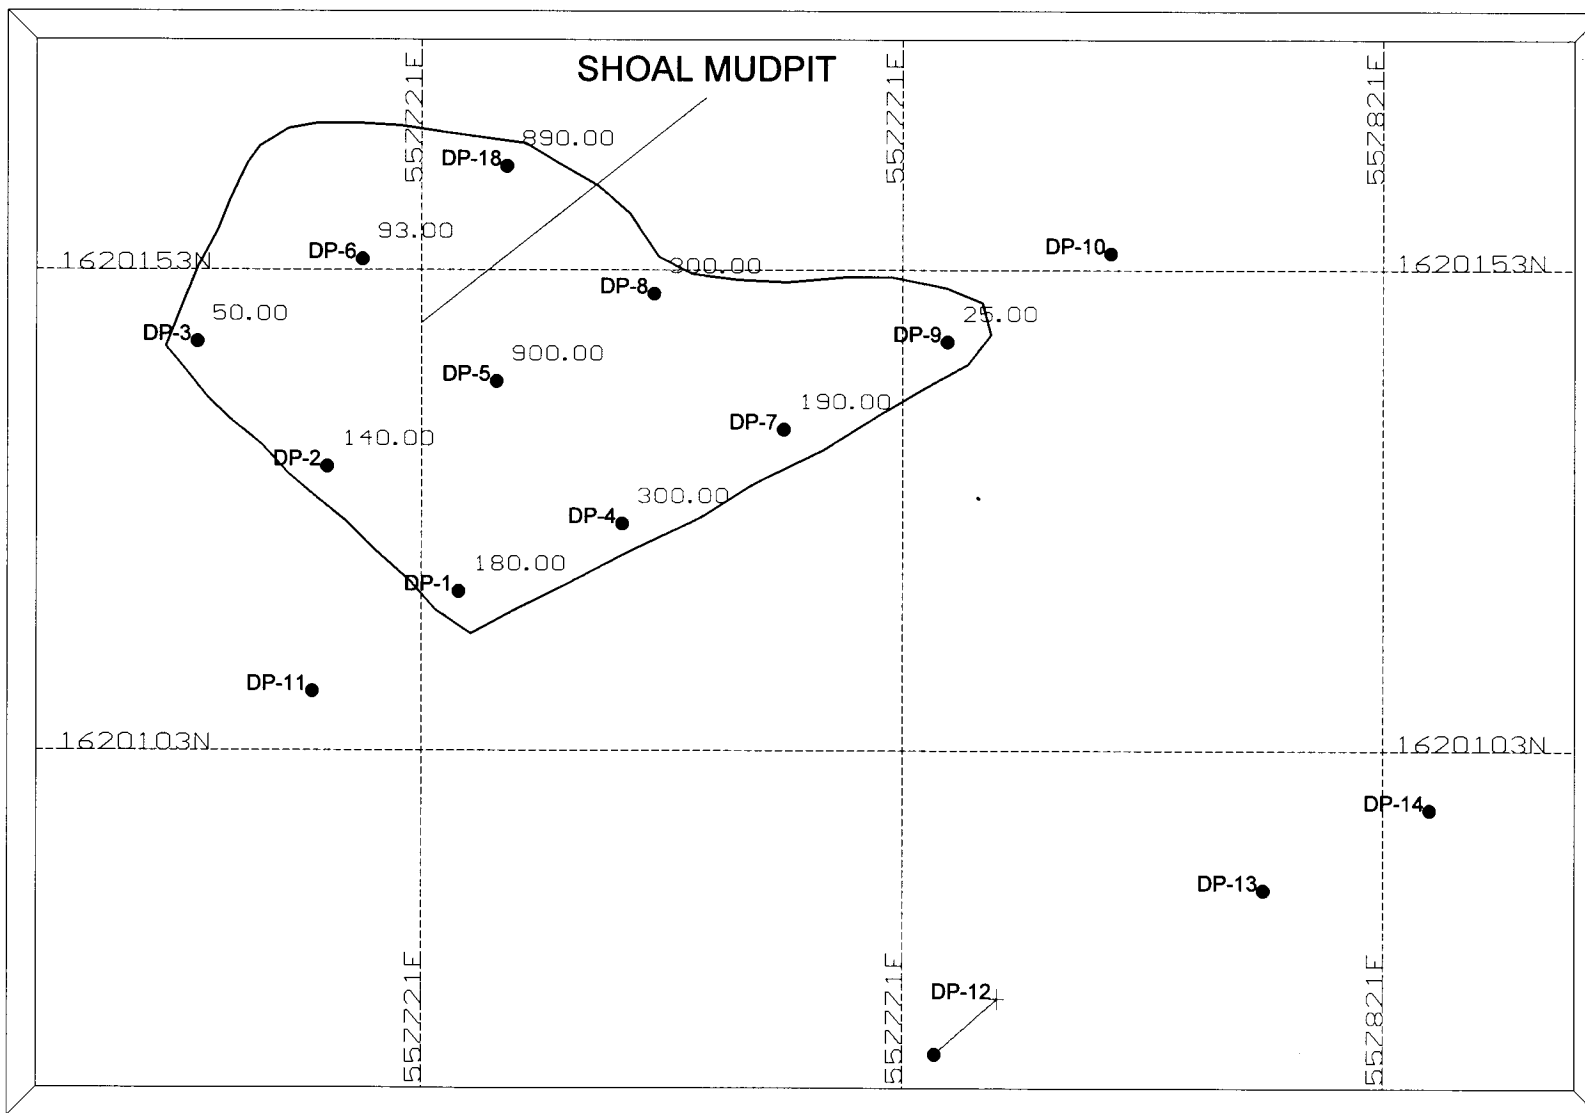 SHOAL MUDPIT
557721E
557771E
557821E
890.00
DP-18
93.00
DP-6
DP-10
1620153N
300.00
1620153N
DP-8
50.00
DP-3
25.00
DP-9
900.00
DP-5
190.00
DP-7
140.00
DP-2
300.00
DP-4
180.00
DP-1
DP-11
1620103N
1620103N
DP-14
DP-13
DP-12
557721E
557771E
557821E